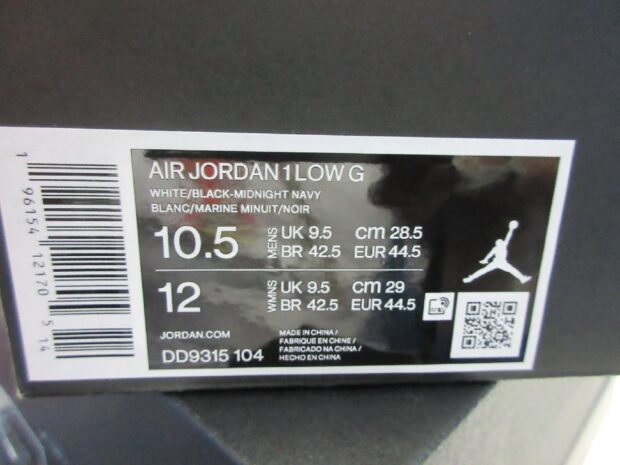 AIR JORDAN 1 LOW G
WHITE/BLACK-MIDNIGHT NAVY
BLANC/MARINE MINUIT/NOIR
10.5 MENS UK 9.5 cm 28.5
BR 42.5 EUR 44.5
12 WMNS UK 9.5 cm 29
BR 42.5 EUR 44.5
JORDAN.COM
DD9315 104
MADE IN CHINA /
FABRIQUE EN CHINE /
FABRICADO NA CHINA /
HECHO EN CHINA
1 96154 12170 5 14